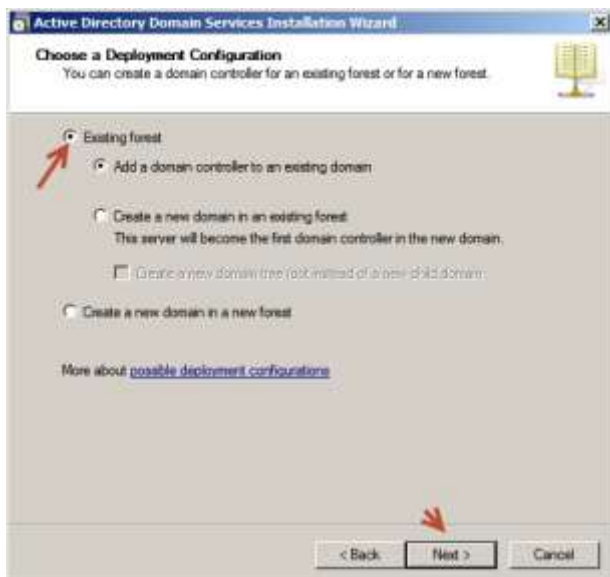 Active Directory Domain Services Installation Wizard
Choose a Deployment Configuration
You can create a domain controller for an existing forest or for a new forest.
Existing forest
Add a domain controller to an existing domain
Create a new domain in an existing forest
This server will become the first domain controller in the new domain.
Create a new domain tree root instead of a new child domain
Create a new domain in a new forest
More about possible deployment configurations
< Back
Next >
Cancel